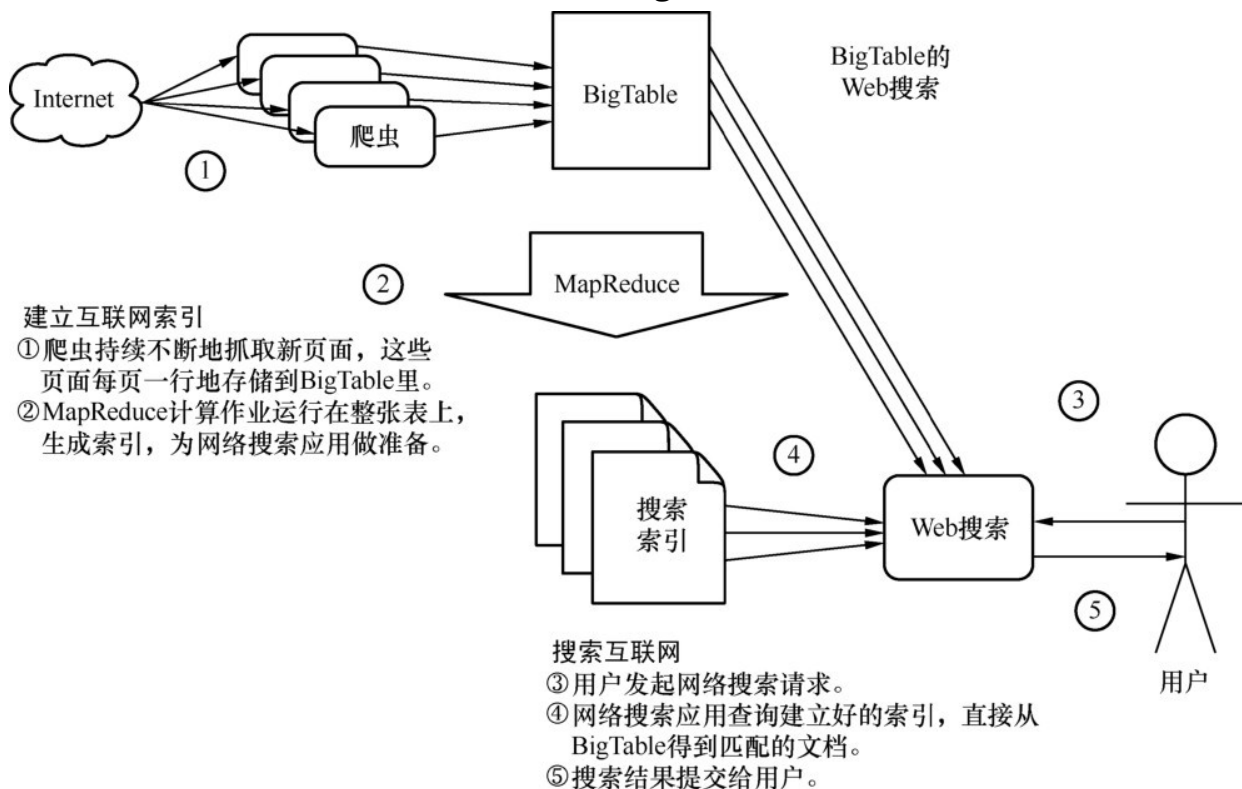 Internet
爬虫
①
BigTable
BigTable的
Web搜索
②
MapReduce
建立互联网索引
①爬虫持续不断地抓取新页面，这些
页面每页一行地存储到BigTable里。
②MapReduce计算作业运行在整张表上，
生成索引，为网络搜索应用做准备。
③
④
搜索
索引
Web搜索
⑤
用户
搜索互联网
③用户发起网络搜索请求。
④网络搜索应用查询建立好的索引，直接从
BigTable得到匹配的文档。
⑤搜索结果提交给用户。